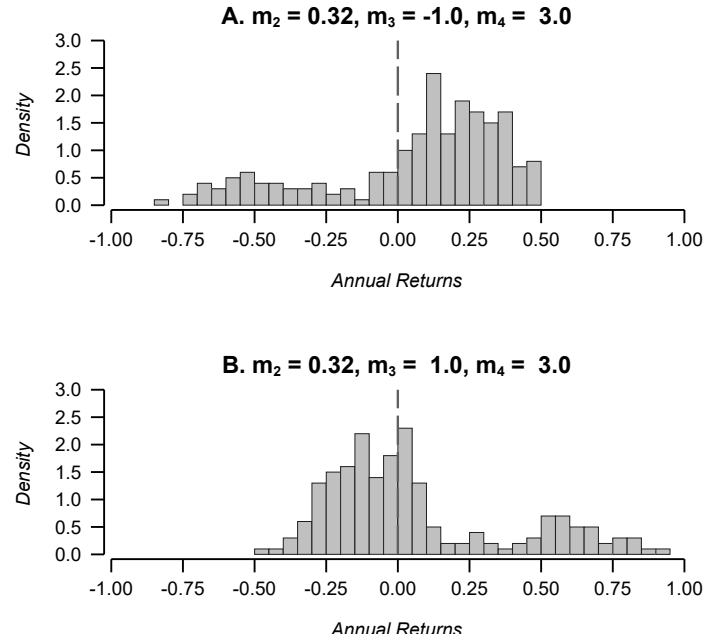 A. m₂ = 0.32, m₃ = -1.0, m₄ = 3.0
3.0
2.5
2.0
1.5
1.0
0.5
0.0
Density
-1.00 -0.75 -0.50 -0.25 0.00 0.25 0.50 0.75 1.00
Annual Returns
B. m₂ = 0.32, m₃ = 1.0, m₄ = 3.0
3.0
2.5
2.0
1.5
1.0
0.5
0.0
Density
-1.00 -0.75 -0.50 -0.25 0.00 0.25 0.50 0.75 1.00
Annual Returns